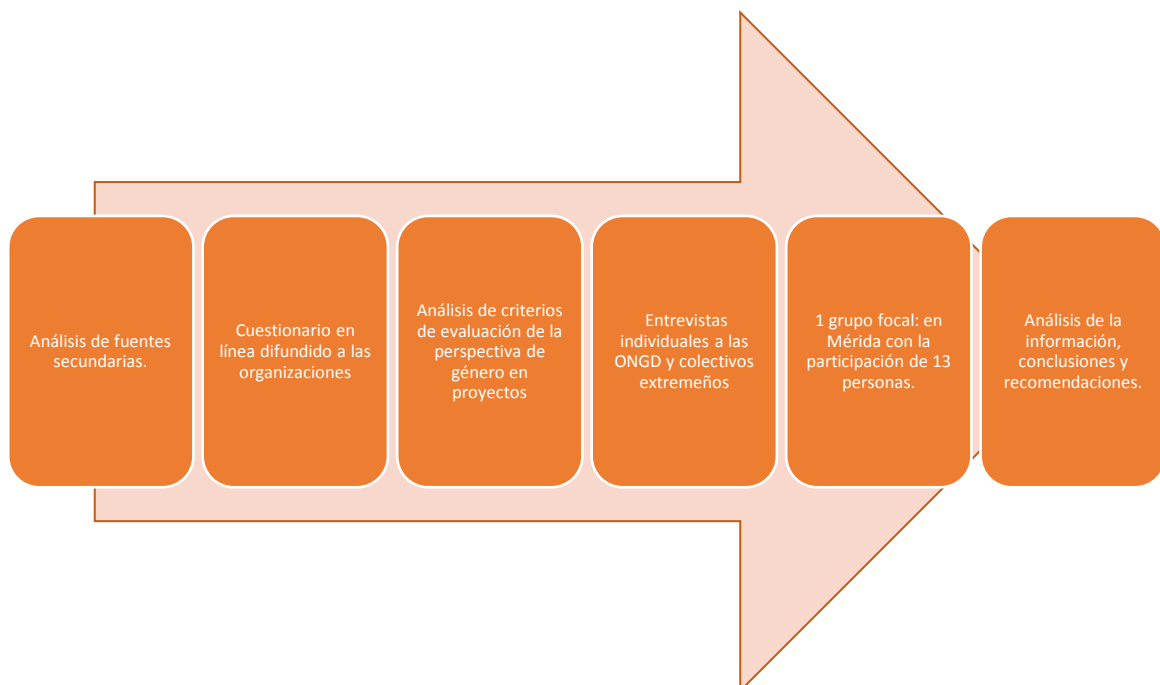 Análisis de fuentes
secundarias.
Cuestionario en
línea difundido a las
organizaciones
Análisis de criterios
de evaluación de la
perspectiva de
género en
proyectos
Entrevistas
individuales a las
ONGD y colectivos
extremeños
1 grupo focal: en
Mérida con la
participación de 13
personas.
Análisis de la
información,
conclusiones y
recomendaciones.